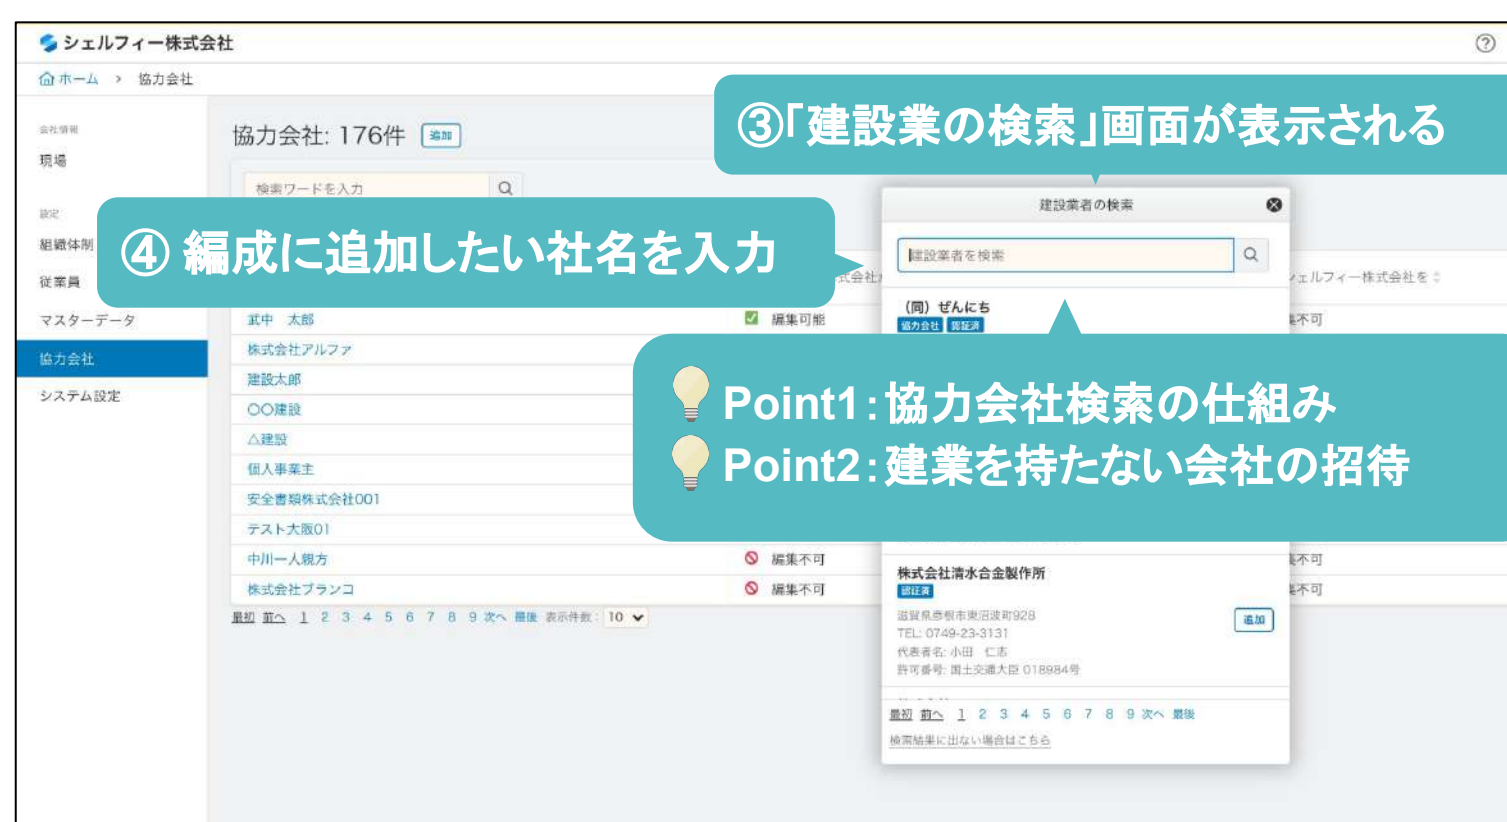 シェルフィー株式会社
ホーム > 協力会社
③「建設業の検索」画面が表示される
会社情報
現場
協力会社: 176件 追加
検索ワードを入力
設定
組織体制
従業員
マスターデータ
協力会社
システム設定
④ 編成に追加したい社名を入力
式会社
シェルフィー株式会社を
武中 太郎 編集可能
株式会社アルファ
建設太郎
〇〇建設
△建設
個人事業主
安全書類株式会社001
テスト大阪01
中川一人親方 編集不可
株式会社ブランコ 編集不可
最初 前へ 1 2 3 4 5 6 7 8 9 次へ 最後 表示件数: 10
建設業者の検索
建設業者を検索
（同）ぜんにち
協力会社 認証済
Point1:協力会社検索の仕組み
Point2:建業を持たない会社の招待
株式会社清水合金製作所
認証済
滋賀県彦根市東沼波町928
TEL: 0749-23-3131
代表者名: 小田 仁志
許可番号: 国土交通大臣 018984号
追加
最初 前へ 1 2 3 4 5 6 7 8 9 次へ 最後
検索結果に出ない場合はこちら